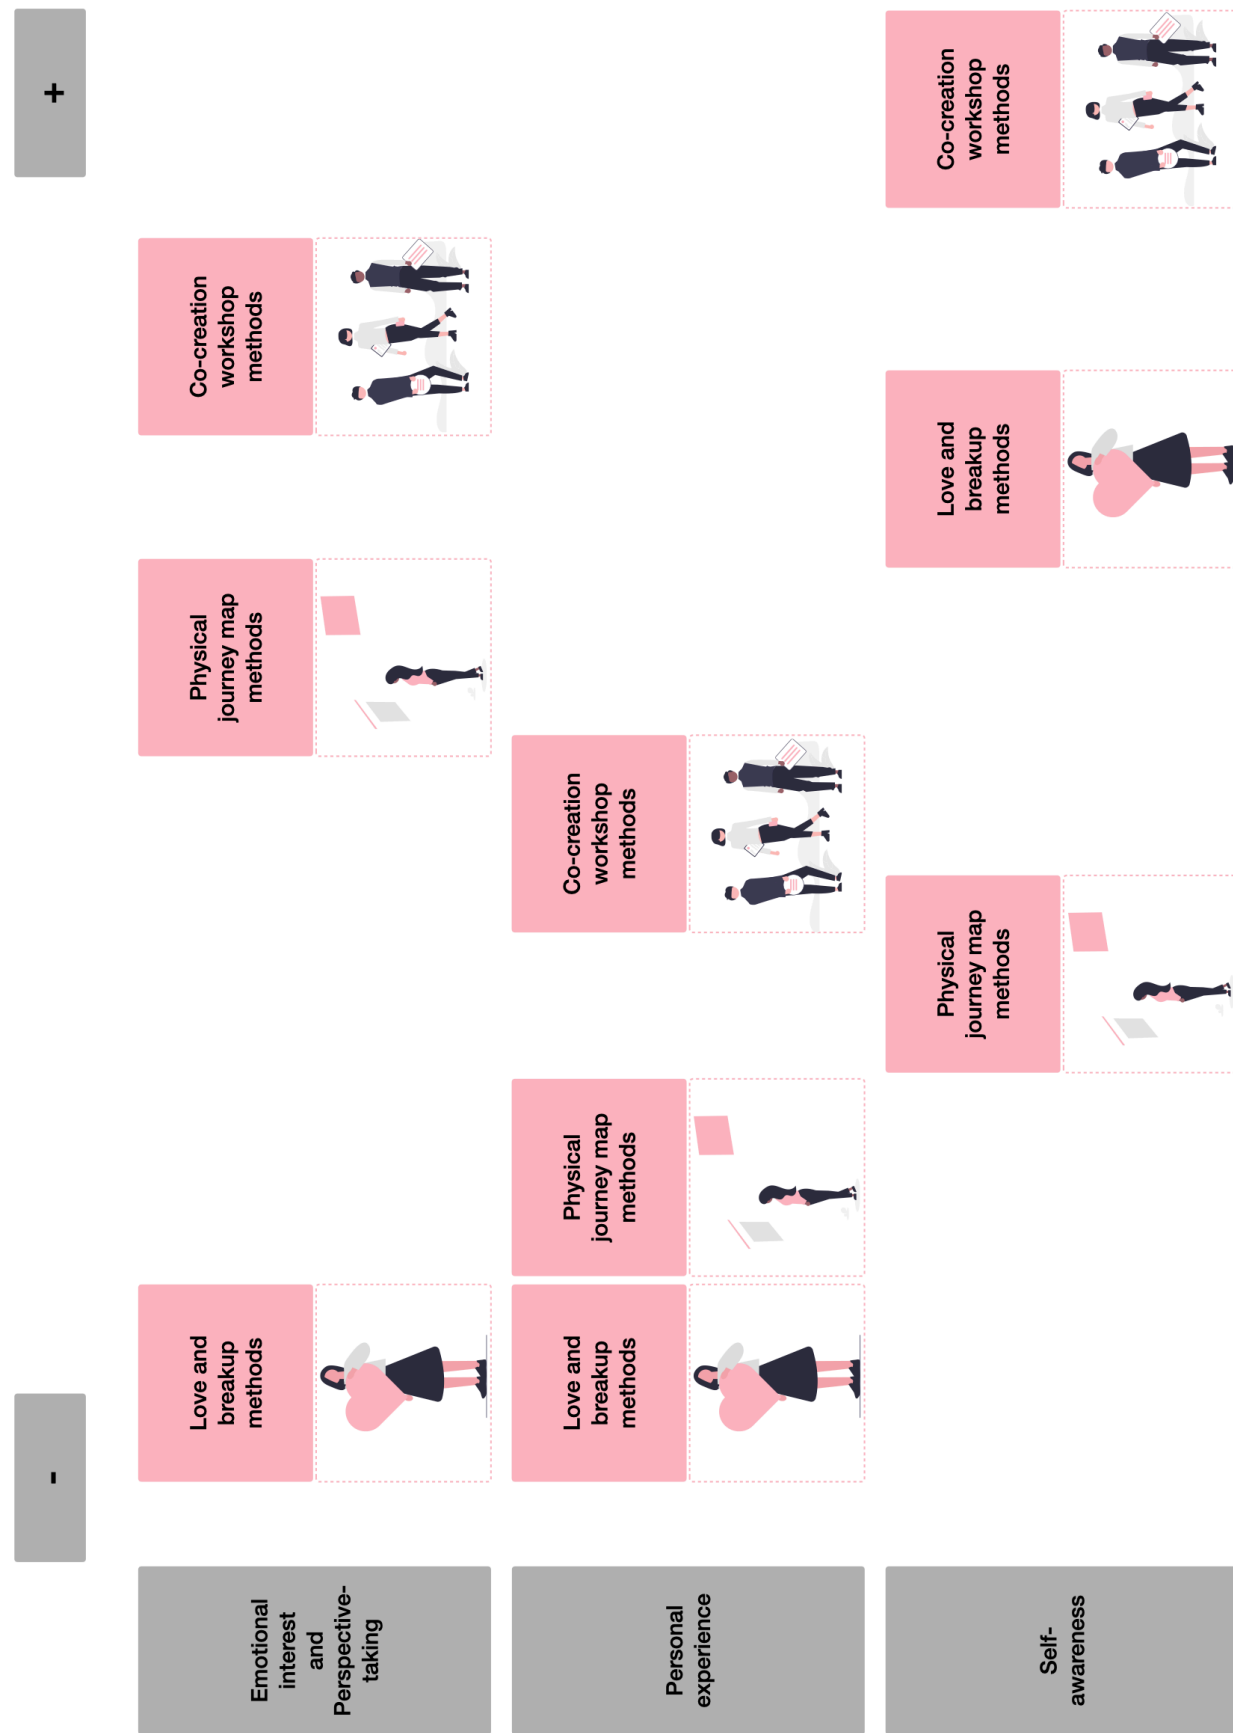 -
+
Emotional
interest
and
Perspective-
taking
Love and
breakup
methods
Physical
journey map
methods
Co-creation
workshop
methods
Personal
experience
Love and
breakup
methods
Physical
journey map
methods
Co-creation
workshop
methods
Self-
awareness
Physical
journey map
methods
Love and
breakup
methods
Co-creation
workshop
methods